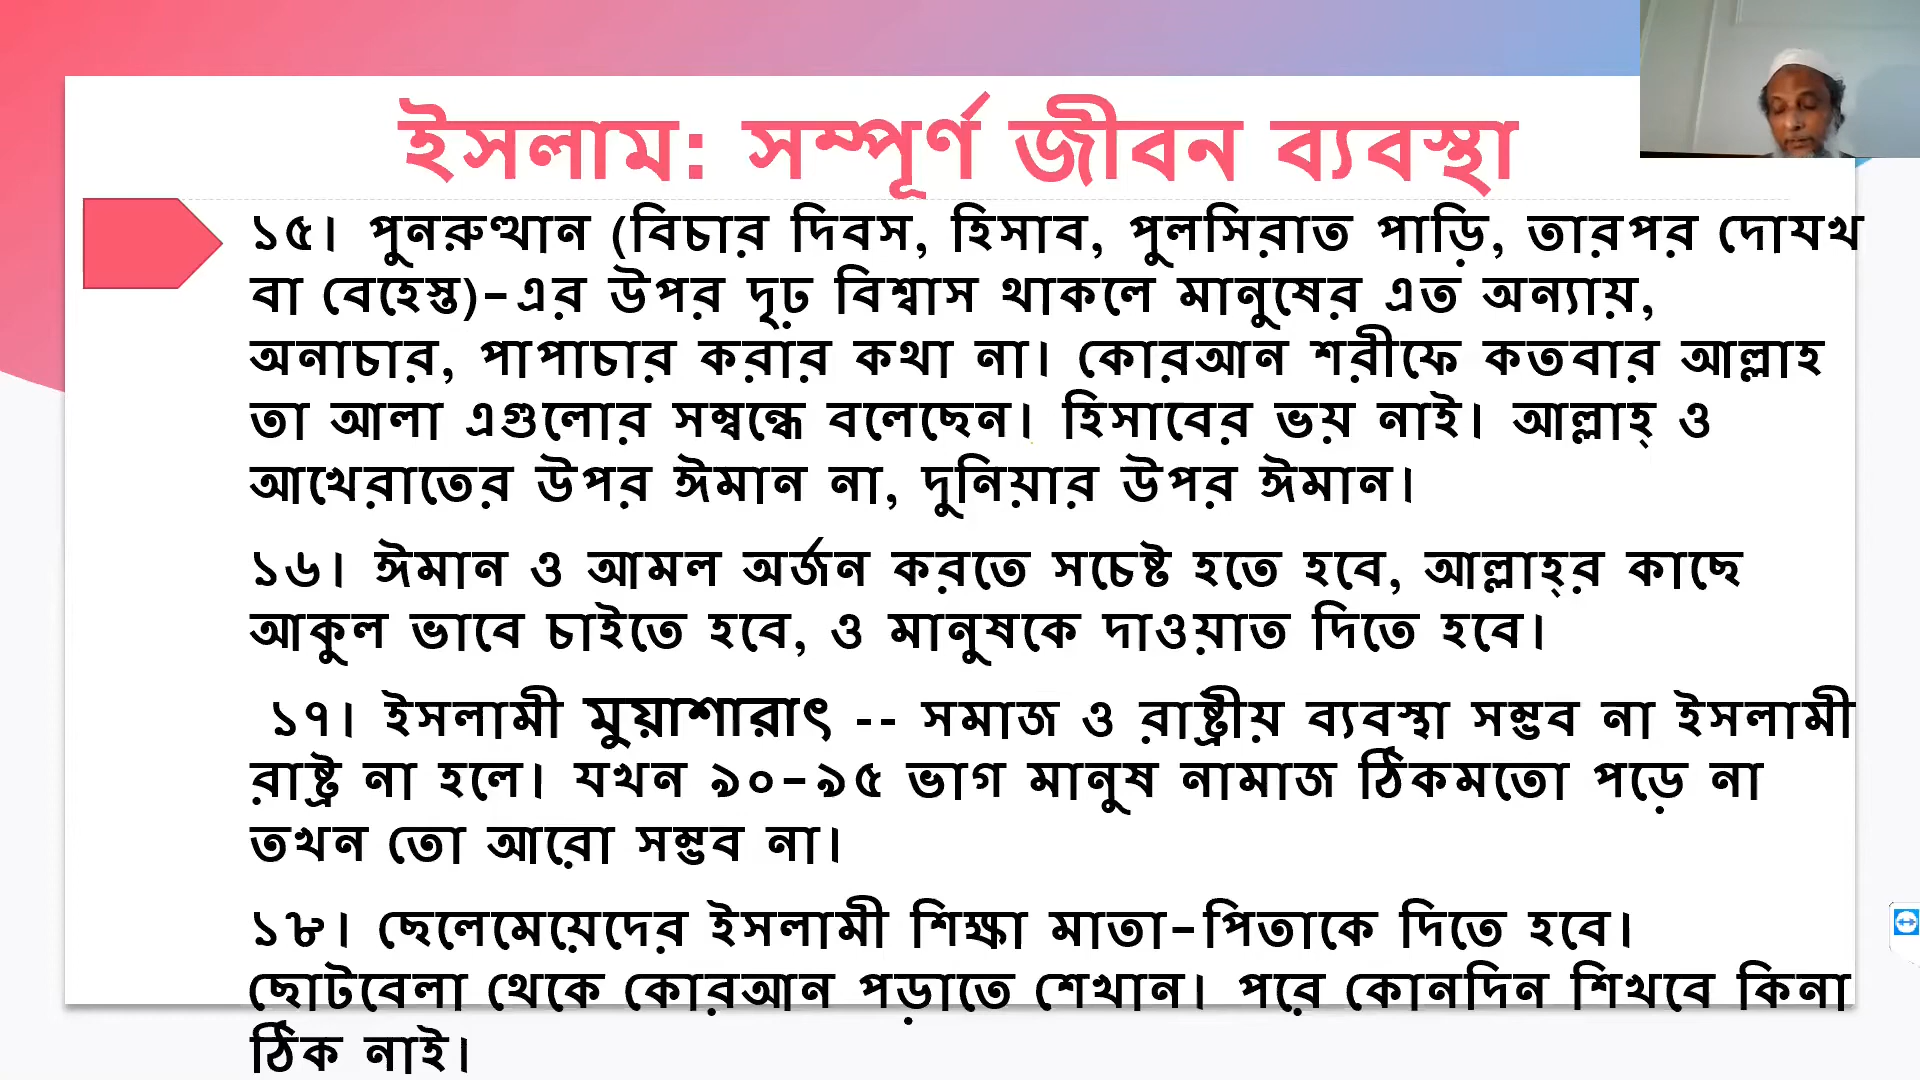 ইসলাম: সম্পূর্ণ জীবন ব্যবস্থা
১৫। পুনরুত্থান (বিচার দিবস, হিসাব, পুলসিরাত পাড়ি, তারপর দোযখ
বা বেহেস্ত)–এর উপর দৃঢ় বিশ্বাস থাকলে মানুষের এত অন্যায়,
অনাচার, পাপাচার করার কথা না। কোরআন শরীফে কতবার আল্লাহ
তা আলা এগুলোর সম্বন্ধে বলেছেন। হিসাবের ভয় নাই। আল্লাহ্ ও
আখেরাতের উপর ঈমান না, দুনিয়ার উপর ঈমান।
১৬। ঈমান ও আমল অর্জন করতে সচেষ্ট হতে হবে, আল্লাহ্‌র কাছে
আকুল ভাবে চাইতে হবে, ও মানুষকে দাওয়াত দিতে হবে।
১৭। ইসলামী মুয়াশারাৎ -- সমাজ ও রাষ্ট্রীয় ব্যবস্থা সম্ভব না ইসলামী
রাষ্ট্র না হলে। যখন ৯০–৯৫ ভাগ মানুষ নামাজ ঠিকমতো পড়ে না
তখন তো আরো সম্ভব না।
১৮। ছেলেমেয়েদের ইসলামী শিক্ষা মাতা–পিতাকে দিতে হবে।
ছোটবেলা থেকে কোরআন পড়াতে শেখান। পরে কোনদিন শিখবে কিনা
ঠিক নাই।